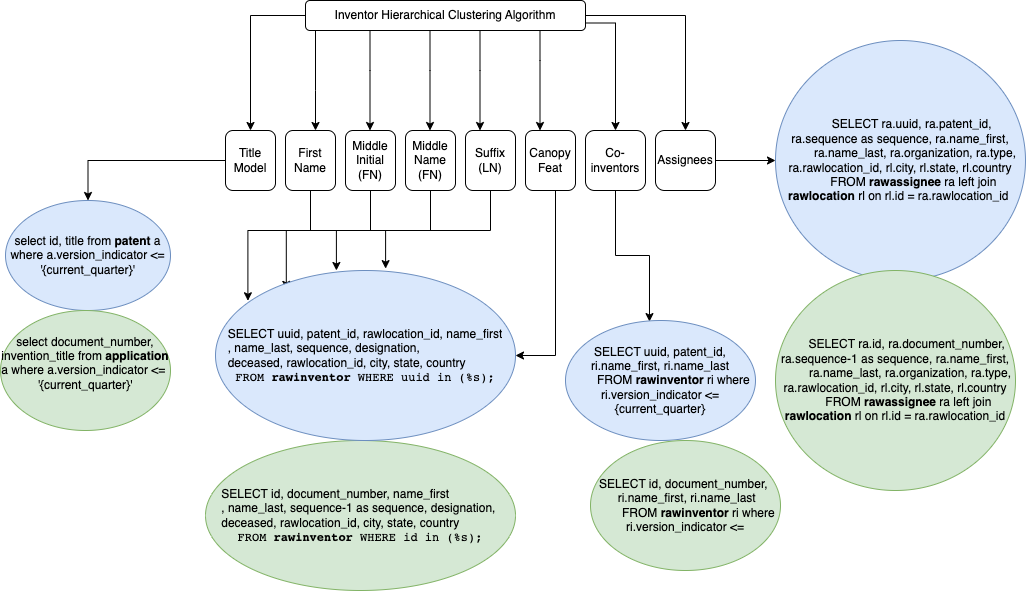 Inventor Hierarchical Clustering Algorithm
Title
Model
First
Name
Middle
Initial
(FN)
Middle
Name
(FN)
Suffix
(LN)
Canopy
Feat
Co-
inventors
Assignees
SELECT ra.uuid, ra.patent_id,
ra.sequence as sequence, ra.name_first,
ra.name_last, ra.organization, ra.type,
ra.rawlocation_id, rl.city, rl.state, rl.country
FROM rawassignee ra left join
rawlocation rl on rl.id = ra.rawlocation_id
select id, title from patent a
where a.version_indicator <=
'{current_quarter}'
select document_number,
invention_title from application
a where a.version_indicator <=
'{current_quarter}'
SELECT uuid, patent_id, rawlocation_id, name_first
, name_last, sequence, designation,
deceased, rawlocation_id, city, state, country
FROM rawinventor WHERE uuid in (%s);
SELECT id, document_number, name_first
, name_last, sequence-1 as sequence, designation,
deceased, rawlocation_id, city, state, country
FROM rawinventor WHERE id in (%s);
SELECT uuid, patent_id,
ri.name_first, ri.name_last
FROM rawinventor ri where
ri.version_indicator <=
{current_quarter}
SELECT id, document_number,
ri.name_first, ri.name_last
FROM rawinventor ri where
ri.version_indicator <=
SELECT ra.id, ra.document_number,
ra.sequence-1 as sequence, ra.name_first,
ra.name_last, ra.organization, ra.type,
ra.rawlocation_id, rl.city, rl.state, rl.country
FROM rawassignee ra left join
rawlocation rl on rl.id = ra.rawlocation_id